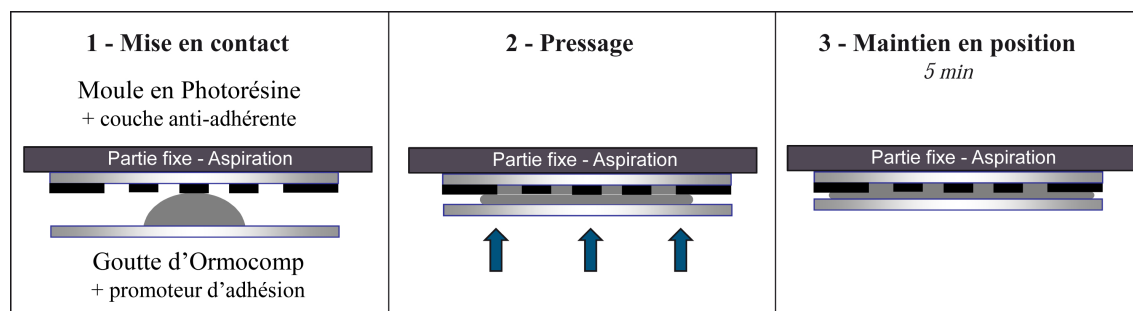 1 - Mise en contact
Moule en Photorésine
+ couche anti-adhérente
Partie fixe - Aspiration
Goutte d'Ormocomp
+ promoteur d'adhésion
2 - Pressage
Partie fixe - Aspiration
3 - Maintien en position
5 min
Partie fixe - Aspiration